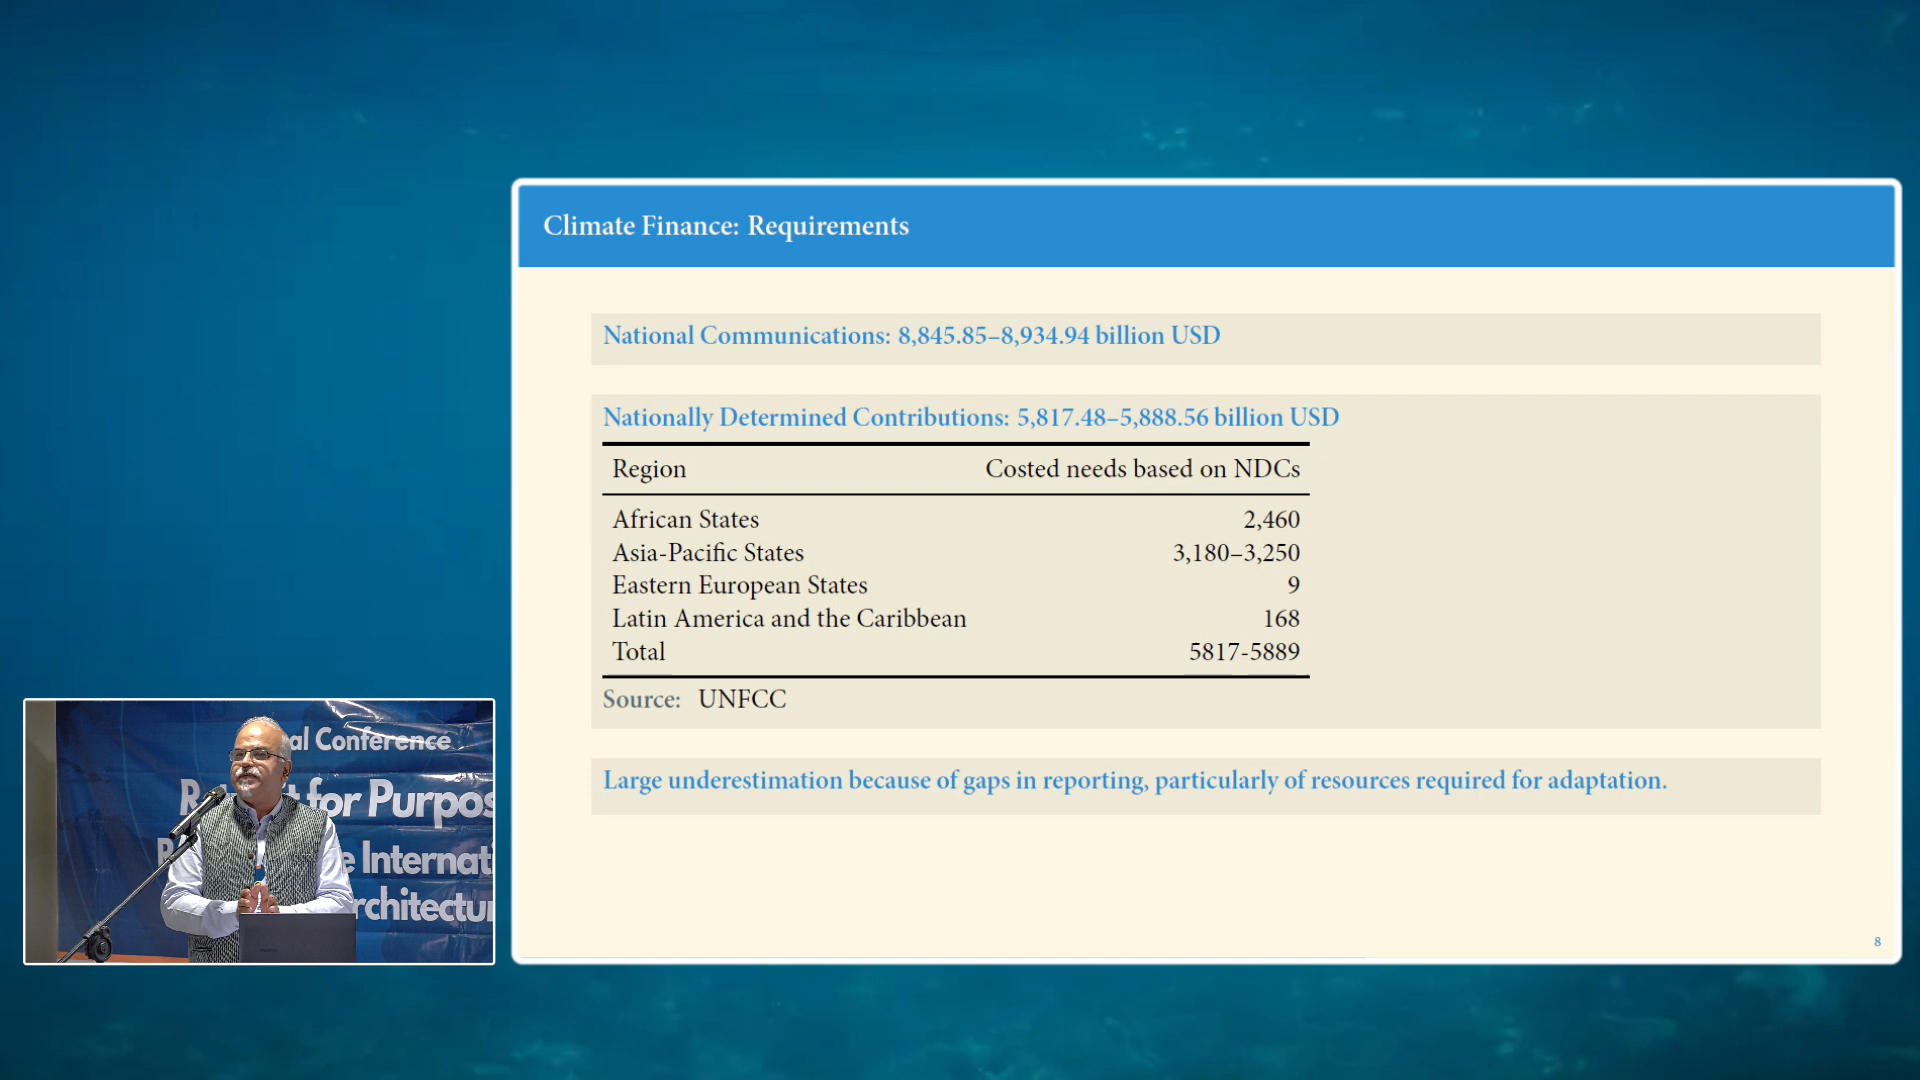 Climate Finance: Requirements
National Communications: 8,845.85–8,934.94 billion USD
Nationally Determined Contributions: 5,817.48–5,888.56 billion USD
Region Costed needs based on NDCs
African States 2,460
Asia-Pacific States 3,180–3,250
Eastern European States 9
Latin America and the Caribbean 168
Total 5817-5889
Source: UNFCC
Large underestimation because of gaps in reporting, particularly of resources required for adaptation.
8
al Conference
for Purpos
e Internati
rchitectur